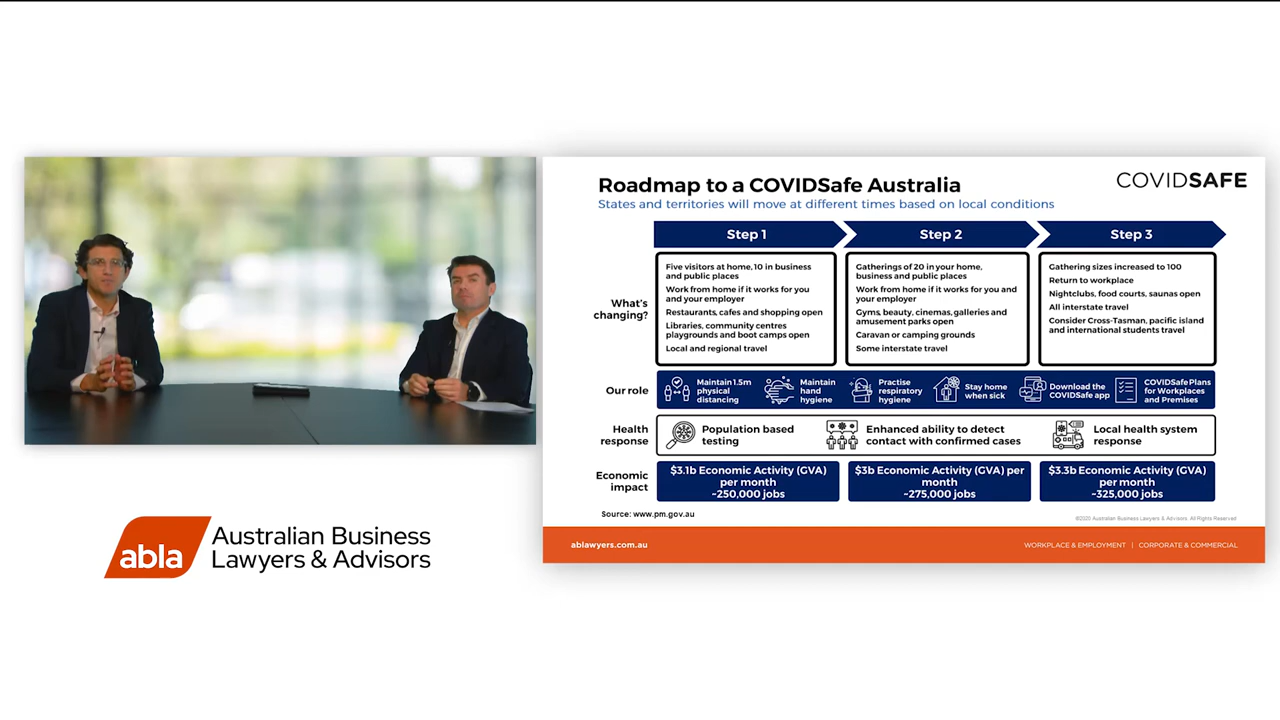 Roadmap to a COVIDSafe Australia
COVIDSAFE
States and territories will move at different times based on local conditions
Step 1
Step 2
Step 3
What's
changing?
Five visitors at home, 10 in business
and public places
Work from home if it works for you
and your employer
Restaurants, cafes and shopping open
Libraries, community centres
playgrounds and boot camps open
Local and regional travel
Gatherings of 20 in your home,
business and public places
Work from home if it works for you and
your employer
Gyms, beauty, cinemas, galleries and
amusement parks open
Caravan or camping grounds
Some interstate travel
Gathering sizes increased to 100
Return to workplace
Nightclubs, food courts, saunas open
All interstate travel
Consider Cross-Tasman, pacific island
and international students travel
Our role
Maintain 1.5m
physical
distancing
Maintain
hand
hygiene
Practise
respiratory
hygiene
Stay home
when sick
Download the
COVIDSafe app
COVIDSafe Plans
for Workplaces
and Premises
Health
response
Population based
testing
Enhanced ability to detect
contact with confirmed cases
Local health system
response
Economic
impact
$3.1b Economic Activity (GVA)
per month
~250,000 jobs
$3b Economic Activity (GVA) per
month
~275,000 jobs
$3.3b Economic Activity (GVA)
per month
~325,000 jobs
Source: www.pm.gov.au
©2020 Australian Business Lawyers & Advisors. All Rights Reserved
ablawyers.com.au
WORKPLACE & EMPLOYMENT | CORPORATE & COMMERCIAL
abla
Australian Business
Lawyers & Advisors